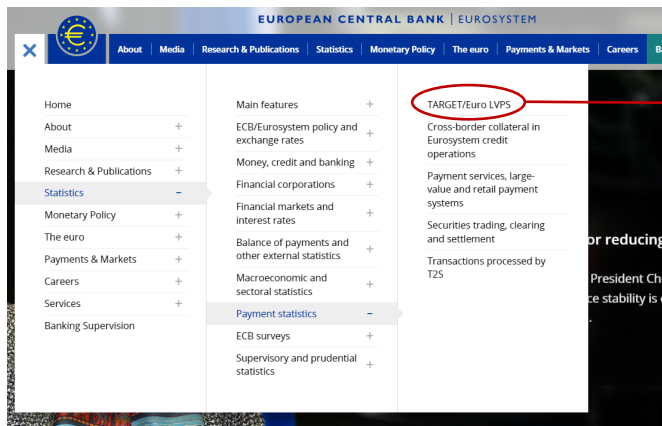 EUROPEAN CENTRAL BANK | EUROSYSTEM
About | Media | Research & Publications | Statistics | Monetary Policy | The euro | Payments & Markets | Careers
Home
About +
Media +
Research & Publications +
Statistics –
Monetary Policy +
The euro +
Payments & Markets +
Careers +
Services +
Banking Supervision
Main features +
ECB/Eurosystem policy and +
exchange rates
Money, credit and banking +
Financial corporations +
Financial markets and +
interest rates
Balance of payments and +
other external statistics
Macroeconomic and +
sectoral statistics
Payment statistics –
ECB surveys +
Supervisory and prudential +
statistics
TARGET/Euro LVPS
Cross-border collateral in
Eurosystem credit
operations
Payment services, large-
value and retail payment
systems
Securities trading, clearing
and settlement
Transactions processed by
T2S
or reducing
President Ch
ce stability is